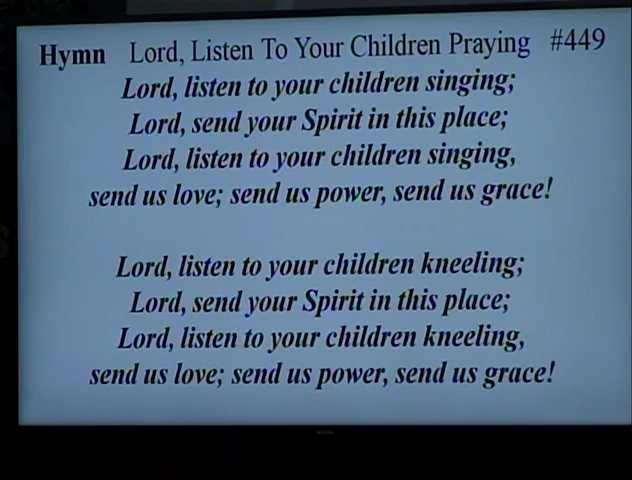 Hymn Lord, Listen To Your Children Praying #449
Lord, listen to your children singing;
Lord, send your Spirit in this place;
Lord, listen to your children singing,
send us love; send us power, send us grace!
Lord, listen to your children kneeling;
Lord, send your Spirit in this place;
Lord, listen to your children kneeling,
send us love; send us power, send us grace!